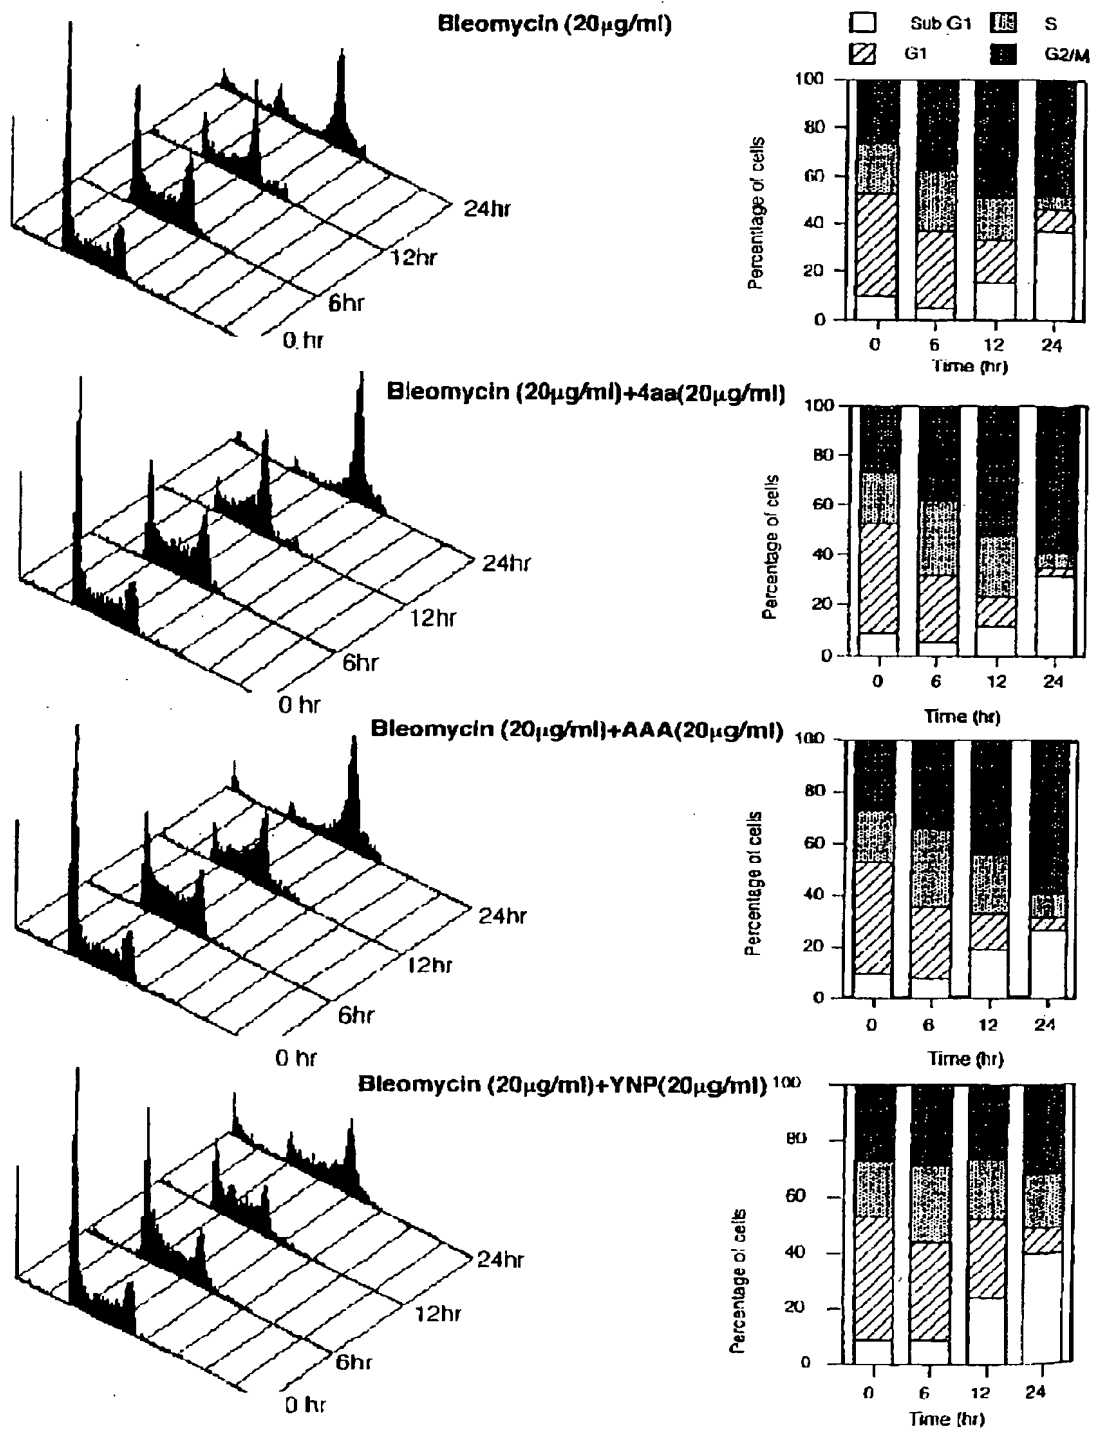 Bleomycin (20μg/ml)
Sub G1 S
G1 G2/M
24hr
12hr
6hr
0 hr
100
80
60
40
20
0
Percentlage of cells
0 6 12 24
Time (hr)
Bleomycin (20μg/ml)+4aa(20μg/ml)
24hr
12hr
6hr
0 hr
100
80
60
40
20
0
Percentage of cells
0 6 12 24
Time (hr)
Bleomycin (20μg/ml)+AAA(20μg/ml)
24hr
12hr
6hr
0 hr
100
80
60
40
20
0
Percentage of cells
0 6 12 24
Time (hr)
Bleomycin (20μg/ml)+YNP(20μg/ml)
24hr
12hr
6hr
0 hr
100
80
60
40
20
0
Percentage of cells
0 6 12 24
Time (hr)